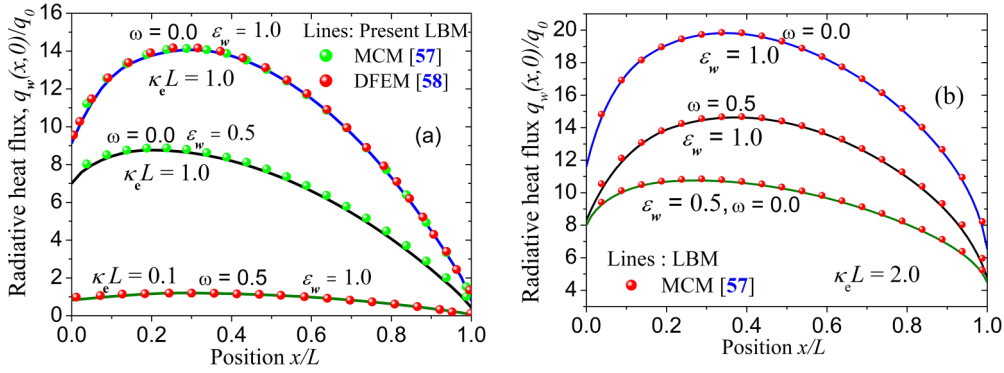 Radiative heat flux, q_w(x,0)/q_0
16
14
12
10
8
6
4
2
0
ω = 0.0 ε_w = 1.0
Lines: Present LBM
MCM [57]
DFEM [58]
κ_eL = 1.0
(a)
ω = 0.0 ε_w = 0.5
κ_eL = 1.0
κ_eL = 0.1 ω = 0.5 ε_w = 1.0
0.0 0.2 0.4 0.6 0.8 1.0
Position x/L
Radiative heat flux q_w(x,0)/q_0
20
18
16
14
12
10
8
6
4
ω = 0.0
ε_w = 1.0
(b)
ω = 0.5
ε_w = 1.0
ε_w = 0.5, ω = 0.0
Lines : LBM
MCM [57]
κ_eL = 2.0
0.0 0.2 0.4 0.6 0.8 1.0
Position x/L